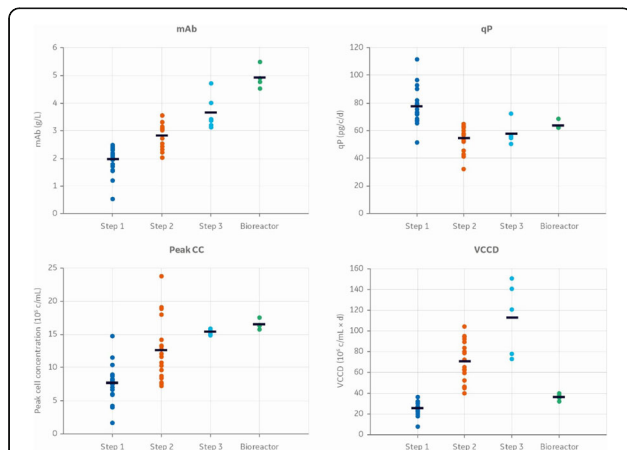 mAb
mAb (g/L)
6
5
4
3
2
1
0
Step 1 Step 2 Step 3 Bioreactor
qP
qP (pg/c/d)
120
100
80
60
40
20
0
Step 1 Step 2 Step 3 Bioreactor
Peak CC
Peak cell concentration (10⁶ c/mL)
25
20
15
10
5
0
Step 1 Step 2 Step 3 Bioreactor
VCCD
VCCD (10⁶ c/mL × d)
160
140
120
100
80
60
40
20
0
Step 1 Step 2 Step 3 Bioreactor